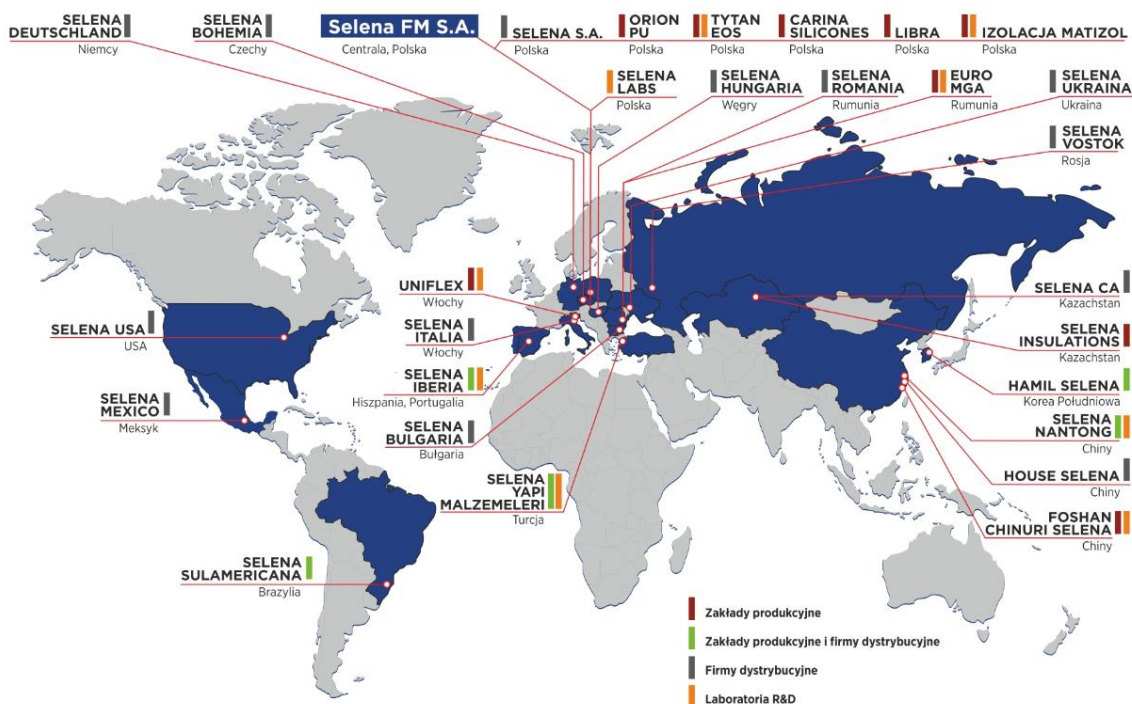 SELENA
DEUTSCHLAND
Niemcy
SELENA
BOHEMIA
Czechy
Selena FM S.A.
Centrala, Polska
SELENA S.A.
Polska
ORION
PU
Polska
TYTAN
EOS
Polska
CARINA
SILICONES
Polska
LIBRA
Polska
IZOLACJA MATIZOL
Polska
SELENA
LABS
Polska
SELENA
HUNGARIA
Węgry
SELENA
ROMANIA
Rumunia
EURO
MGA
Rumunia
SELENA
UKRAINA
Ukraina
SELENA
VOSTOK
Rosja
UNIFLEX
Włochy
SELENA
ITALIA
Włochy
SELENA
IBERIA
Hiszpania, Portugalia
SELENA
BULGARIA
Bułgaria
SELENA
YAPI
MALZEMELERI
Turcja
SELENA USA
USA
SELENA
MEXICO
Meksyk
SELENA
SULAMERICANA
Brazylia
SELENA CA
Kazachstan
SELENA
INSULATIONS
Kazachstan
HAMIL SELENA
Korea Południowa
SELENA
NANTONG
Chiny
HOUSE SELENA
Chiny
FOSHAN
CHINURI SELENA
Chiny
Zakłady produkcyjne
Zakłady produkcyjne i firmy dystrybucyjne
Firmy dystrybucyjne
Laboratoria R&D